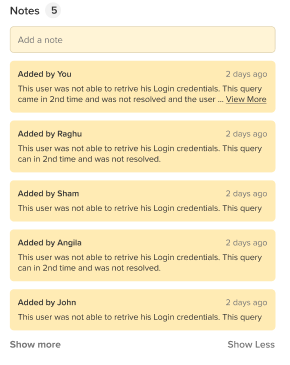 Notes 5
Add a note
Added by You 2 days ago
This user was not able to retrive his Login credentials. This query
came in 2nd time and was not resolved and the user ... View More
Added by Raghu 2 days ago
This user was not able to retrive his Login credentials. This query
can in 2nd time and was not resolved.
Added by Sham 2 days ago
This user was not able to retrive his Login credentials. This query
Added by Angila 2 days ago
This user was not able to retrive his Login credentials. This query
can in 2nd time and was not resolved.
Added by John 2 days ago
This user was not able to retrive his Login credentials. This query
Show more Show Less